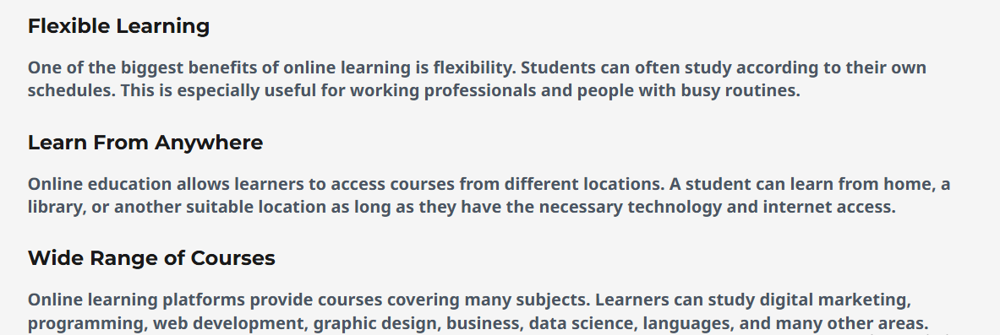 Flexible Learning
One of the biggest benefits of online learning is flexibility. Students can often study according to their own
schedules. This is especially useful for working professionals and people with busy routines.
Learn From Anywhere
Online education allows learners to access courses from different locations. A student can learn from home, a
library, or another suitable location as long as they have the necessary technology and internet access.
Wide Range of Courses
Online learning platforms provide courses covering many subjects. Learners can study digital marketing,
programming, web development, graphic design, business, data science, languages, and many other areas.